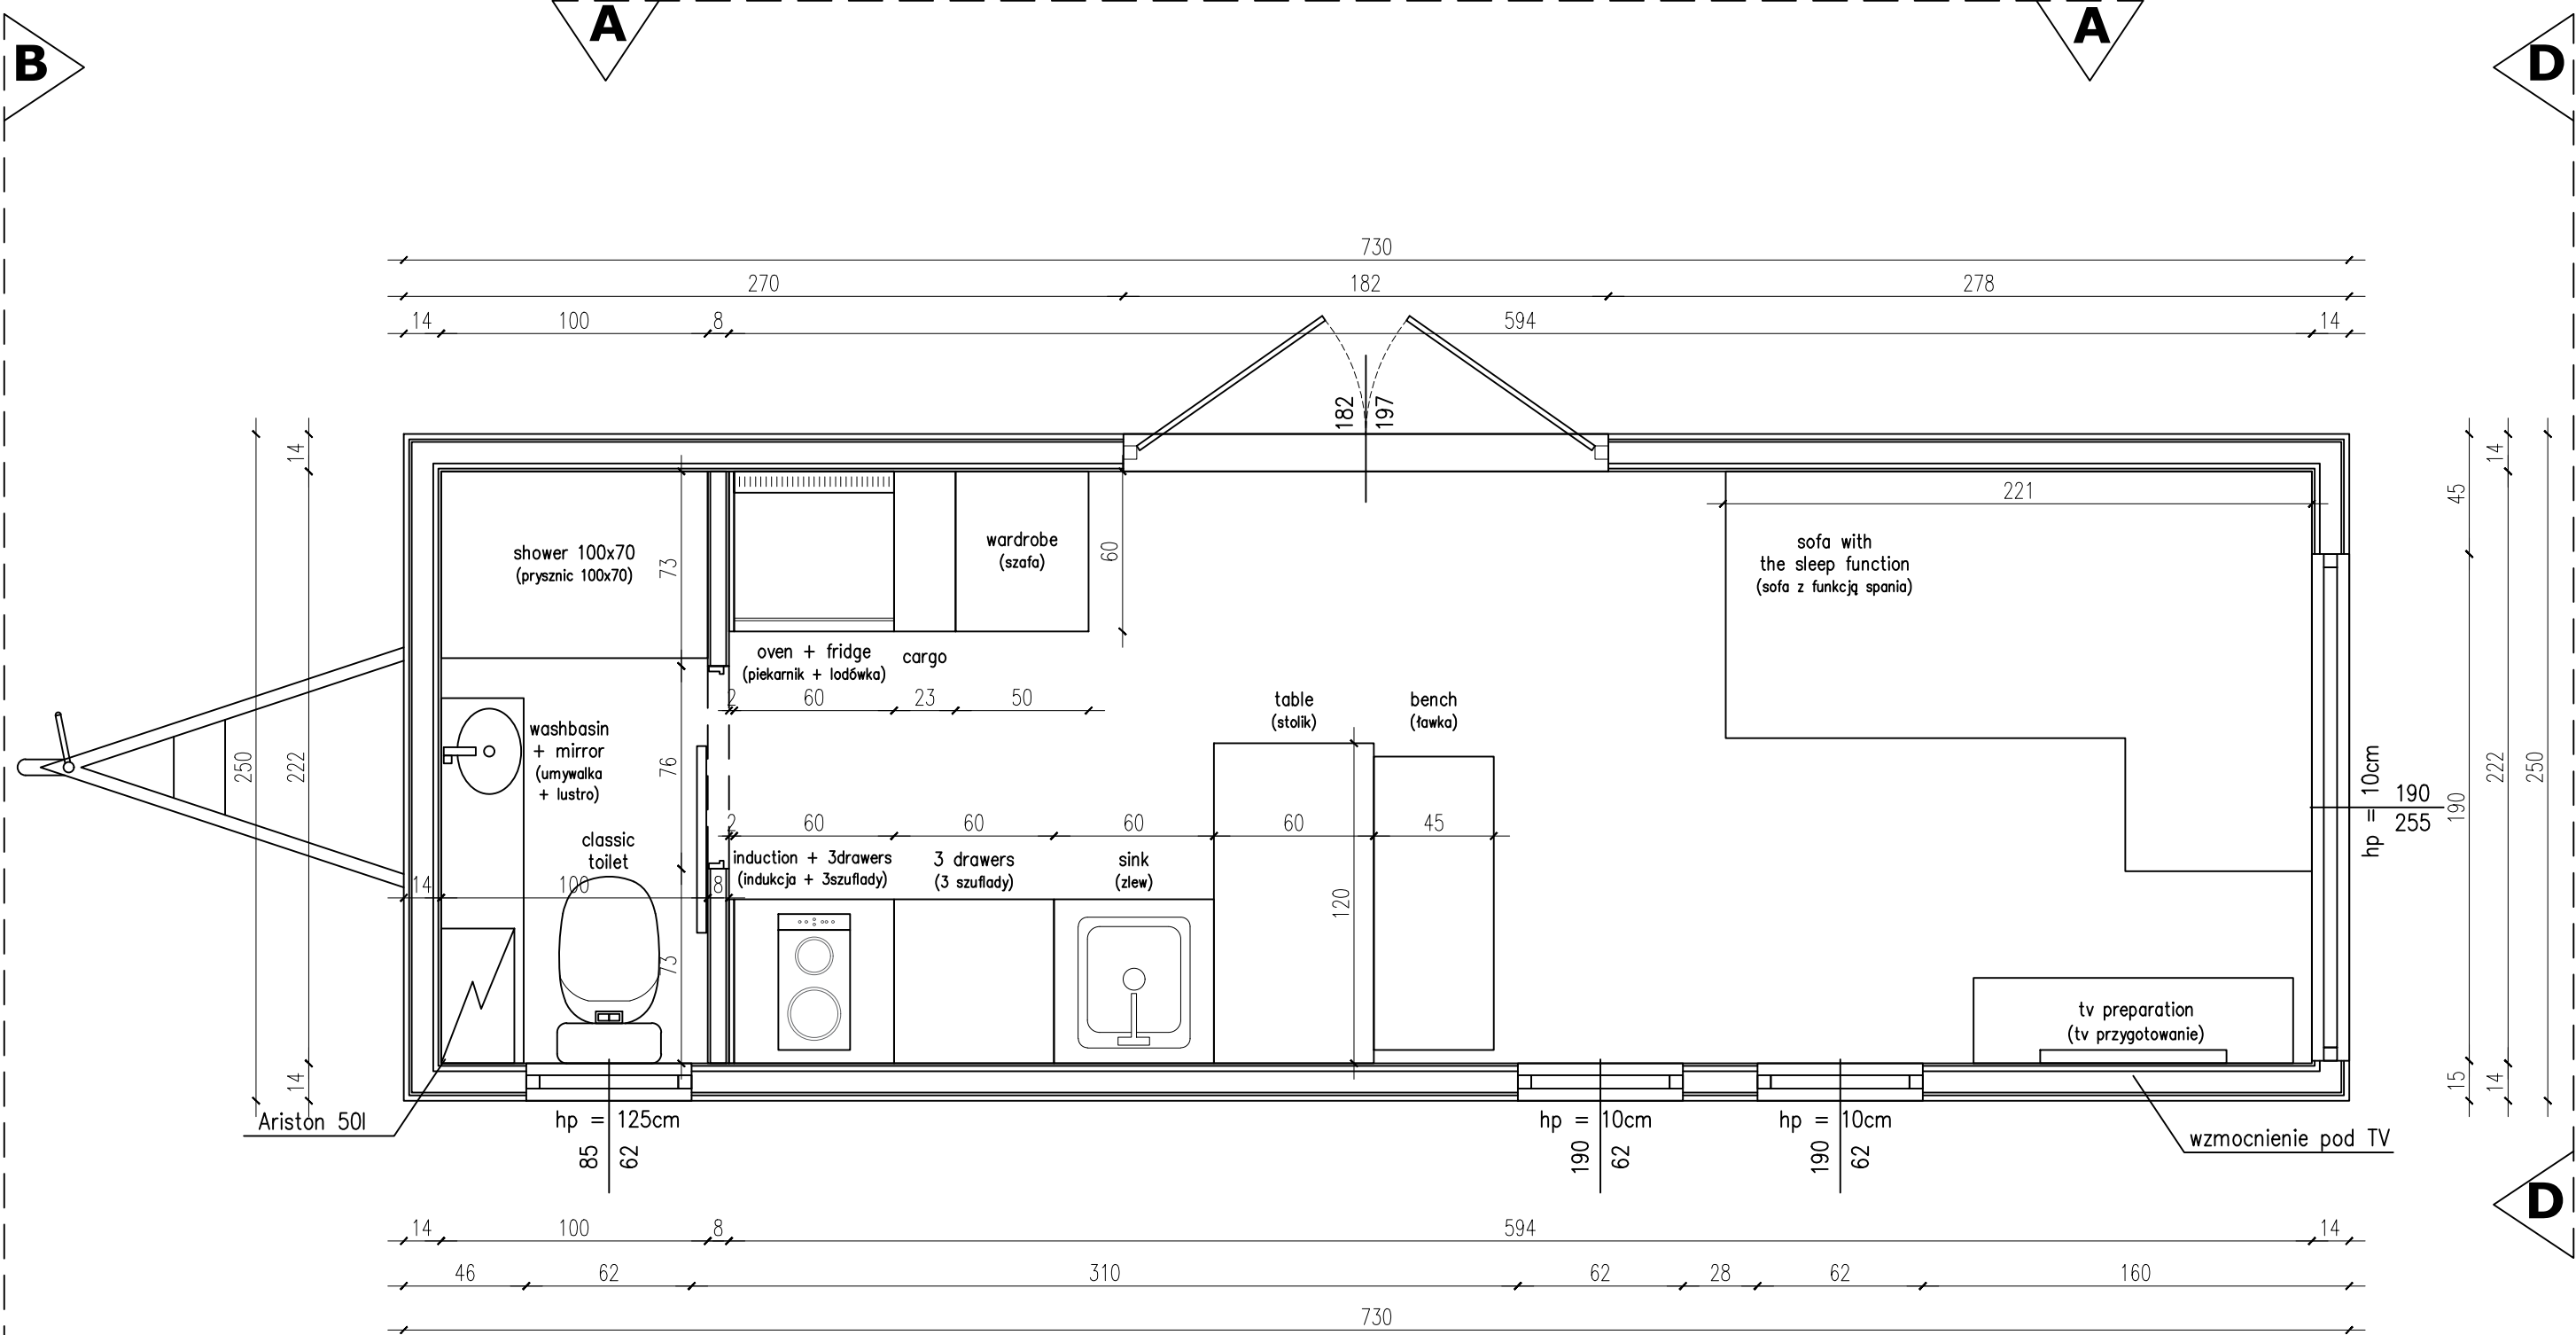 A
A
B
D
730
270
182
278
14
100
8
594
14
182
197
14
14
45
221
shower 100x70
(prysznic 100x70)
73
wardrobe
(szafa)
60
sofa with
the sleep function
(sofa z funkcją spania)
oven + fridge
(piekarnik + lodówka)
cargo
2
60
23
50
table
(stolik)
bench
(ławka)
washbasin
+ mirror
(umywalka
+ lustro)
250
222
76
190
222
250
hp = 10cm
190
255
2
60
60
60
60
45
classic
toilet
induction + 3drawers
(indukcja + 3szuflady)
3 drawers
(3 szuflady)
sink
(zlew)
14
100
8
120
73
tv preparation
(tv przygotowanie)
14
15
14
Ariston 50l
hp = 125cm
85
62
hp = 10cm
190
62
hp = 10cm
190
62
wzmocnienie pod TV
D
14
100
8
594
14
46
62
310
62
28
62
160
730